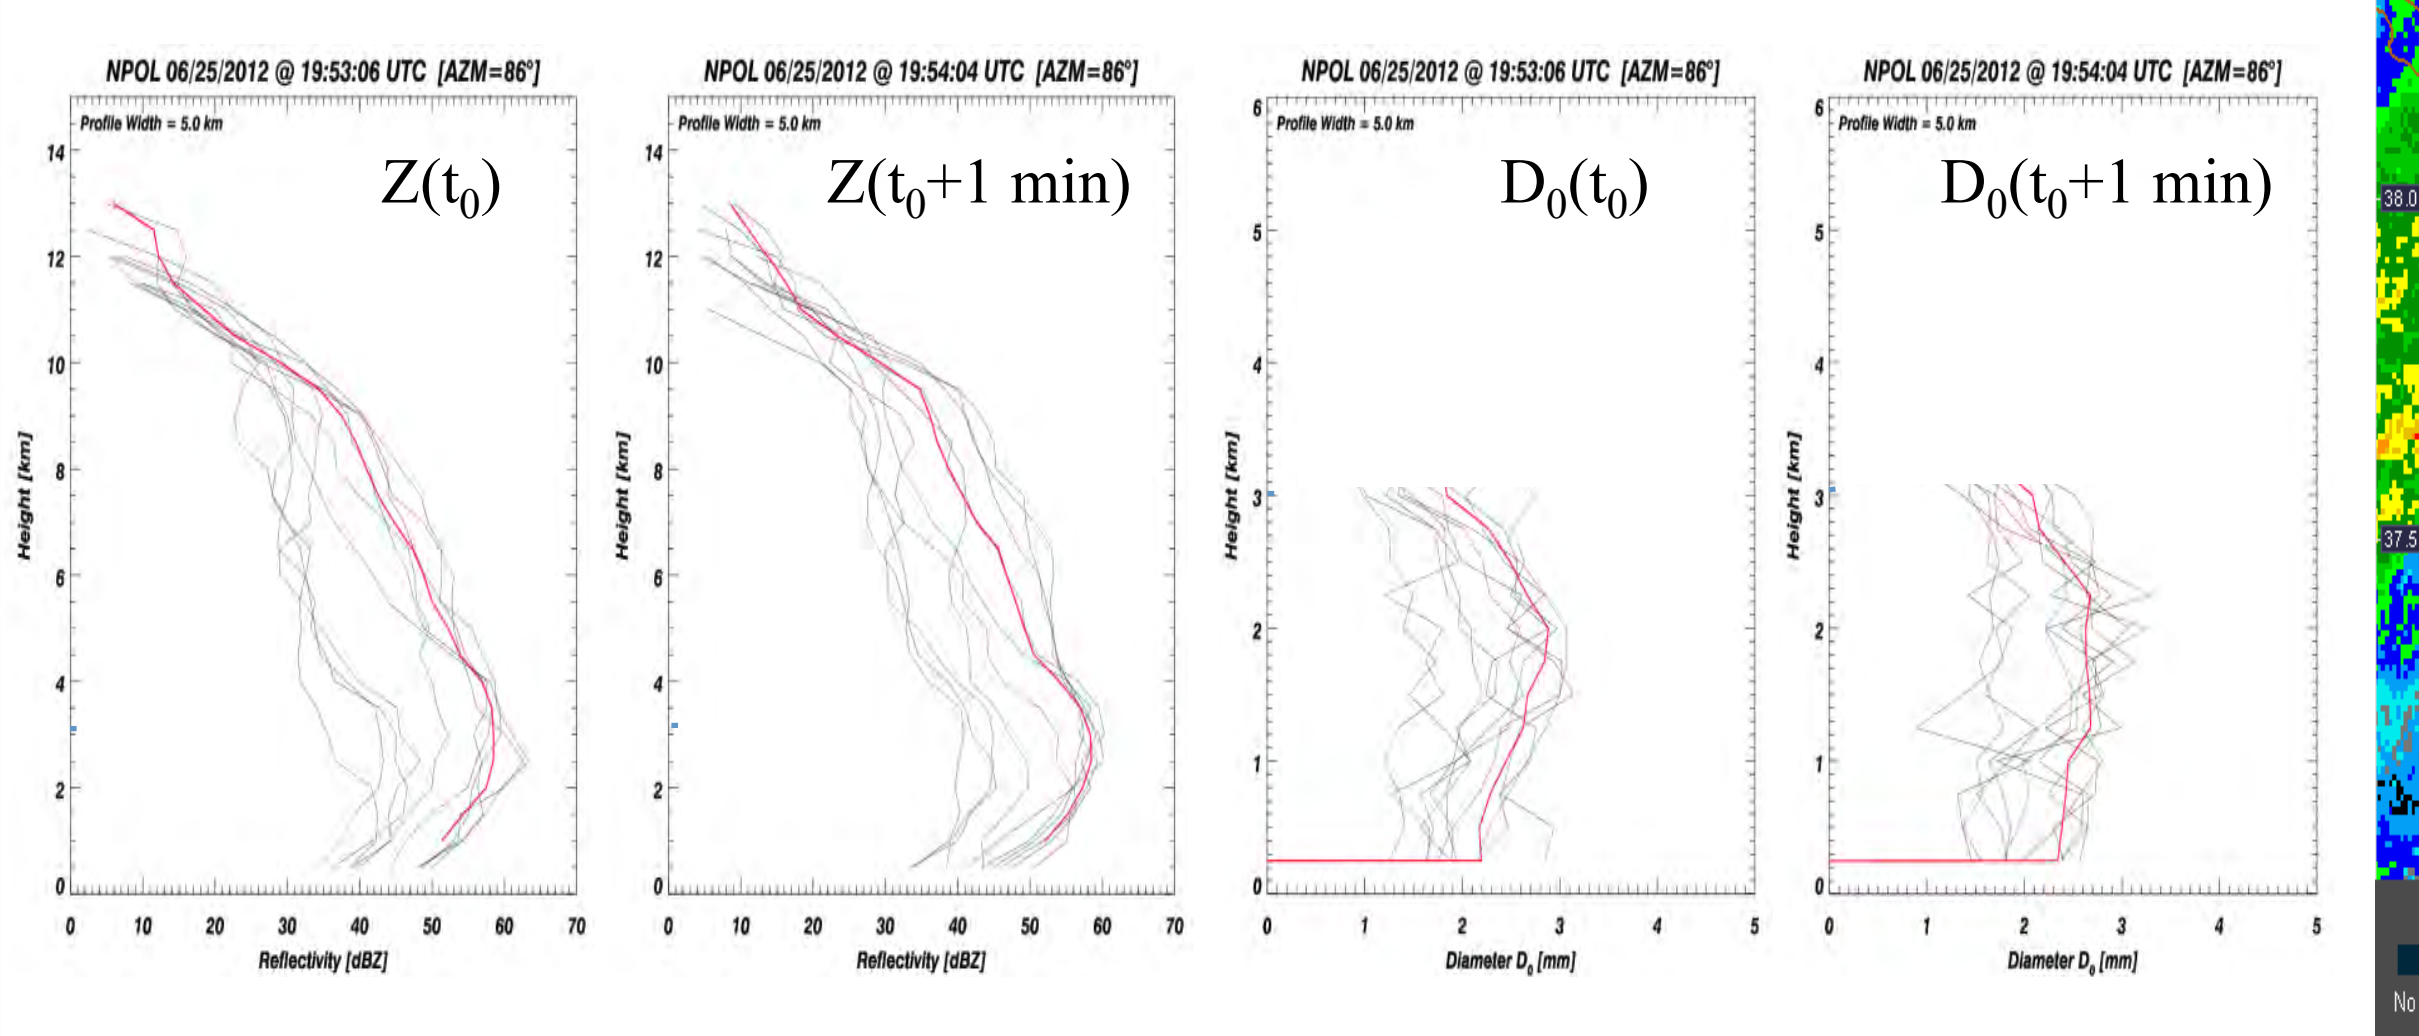 NPOL 06/25/2012 @ 19:53:06 UTC [AZM=86°]
Profile Width = 5.0 km
Z(t0)
14
12
10
8
6
4
2
0
Height [km]
0 10 20 30 40 50 60 70
Reflectivity [dBZ]
NPOL 06/25/2012 @ 19:54:04 UTC [AZM=86°]
Profile Width = 5.0 km
Z(t0+1 min)
14
12
10
8
6
4
2
0
Height [km]
0 10 20 30 40 50 60 70
Reflectivity [dBZ]
NPOL 06/25/2012 @ 19:53:06 UTC [AZM=86°]
Profile Width = 5.0 km
D0(t0)
6
5
4
3
2
1
0
Height [km]
0 1 2 3 4 5
Diameter D0 [mm]
NPOL 06/25/2012 @ 19:54:04 UTC [AZM=86°]
Profile Width = 5.0 km
D0(t0+1 min)
6
5
4
3
2
1
0
Height [km]
0 1 2 3 4 5
Diameter D0 [mm]
38.0
37.5
No